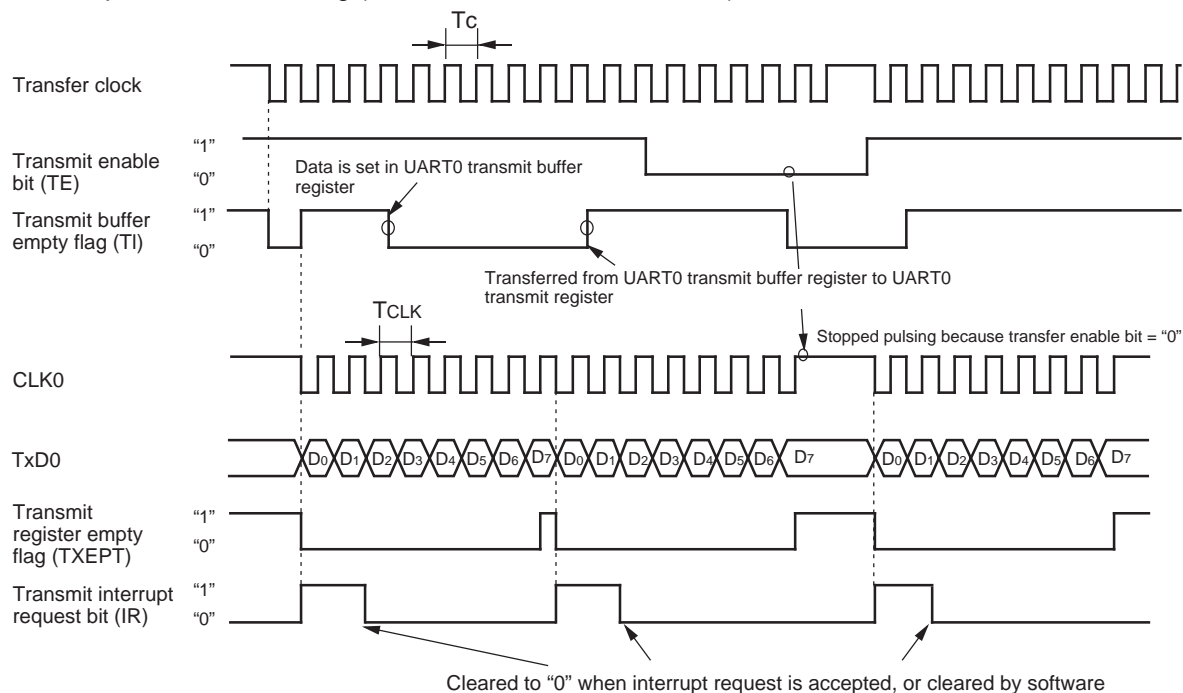 Tc
Transfer clock
Transmit enable
bit (TE)
“1”
“0”
Data is set in UART0 transmit buffer
register
Transmit buffer
empty flag (TI)
“1”
“0”
Transferred from UART0 transmit buffer register to UART0
transmit register
TCLK
Stopped pulsing because transfer enable bit = “0”
CLK0
TxD0
D0 D1 D2 D3 D4 D5 D6 D7 D0 D1 D2 D3 D4 D5 D6 D7 D0 D1 D2 D3 D4 D5 D6 D7
Transmit
register empty
flag (TXEPT)
“1”
“0”
Transmit interrupt
request bit (IR)
“1”
“0”
Cleared to “0” when interrupt request is accepted, or cleared by software